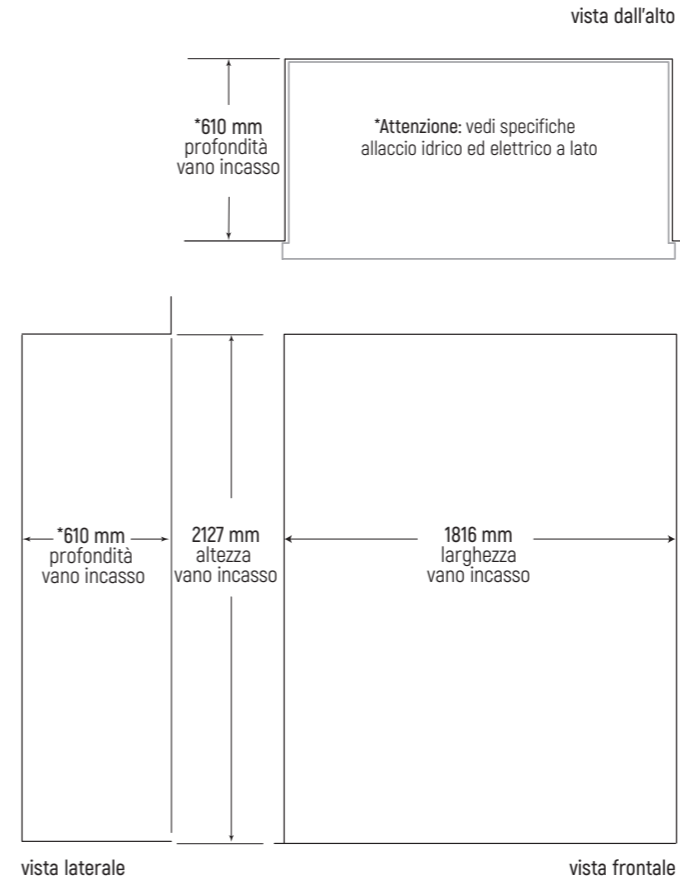 vista dall'alto
*610 mm
profondità
vano incasso
*Attenzione: vedi specifiche
allaccio idrico ed elettrico a lato
*610 mm
profondità
vano incasso
2127 mm
altezza
vano incasso
1816 mm
larghezza
vano incasso
vista laterale
vista frontale